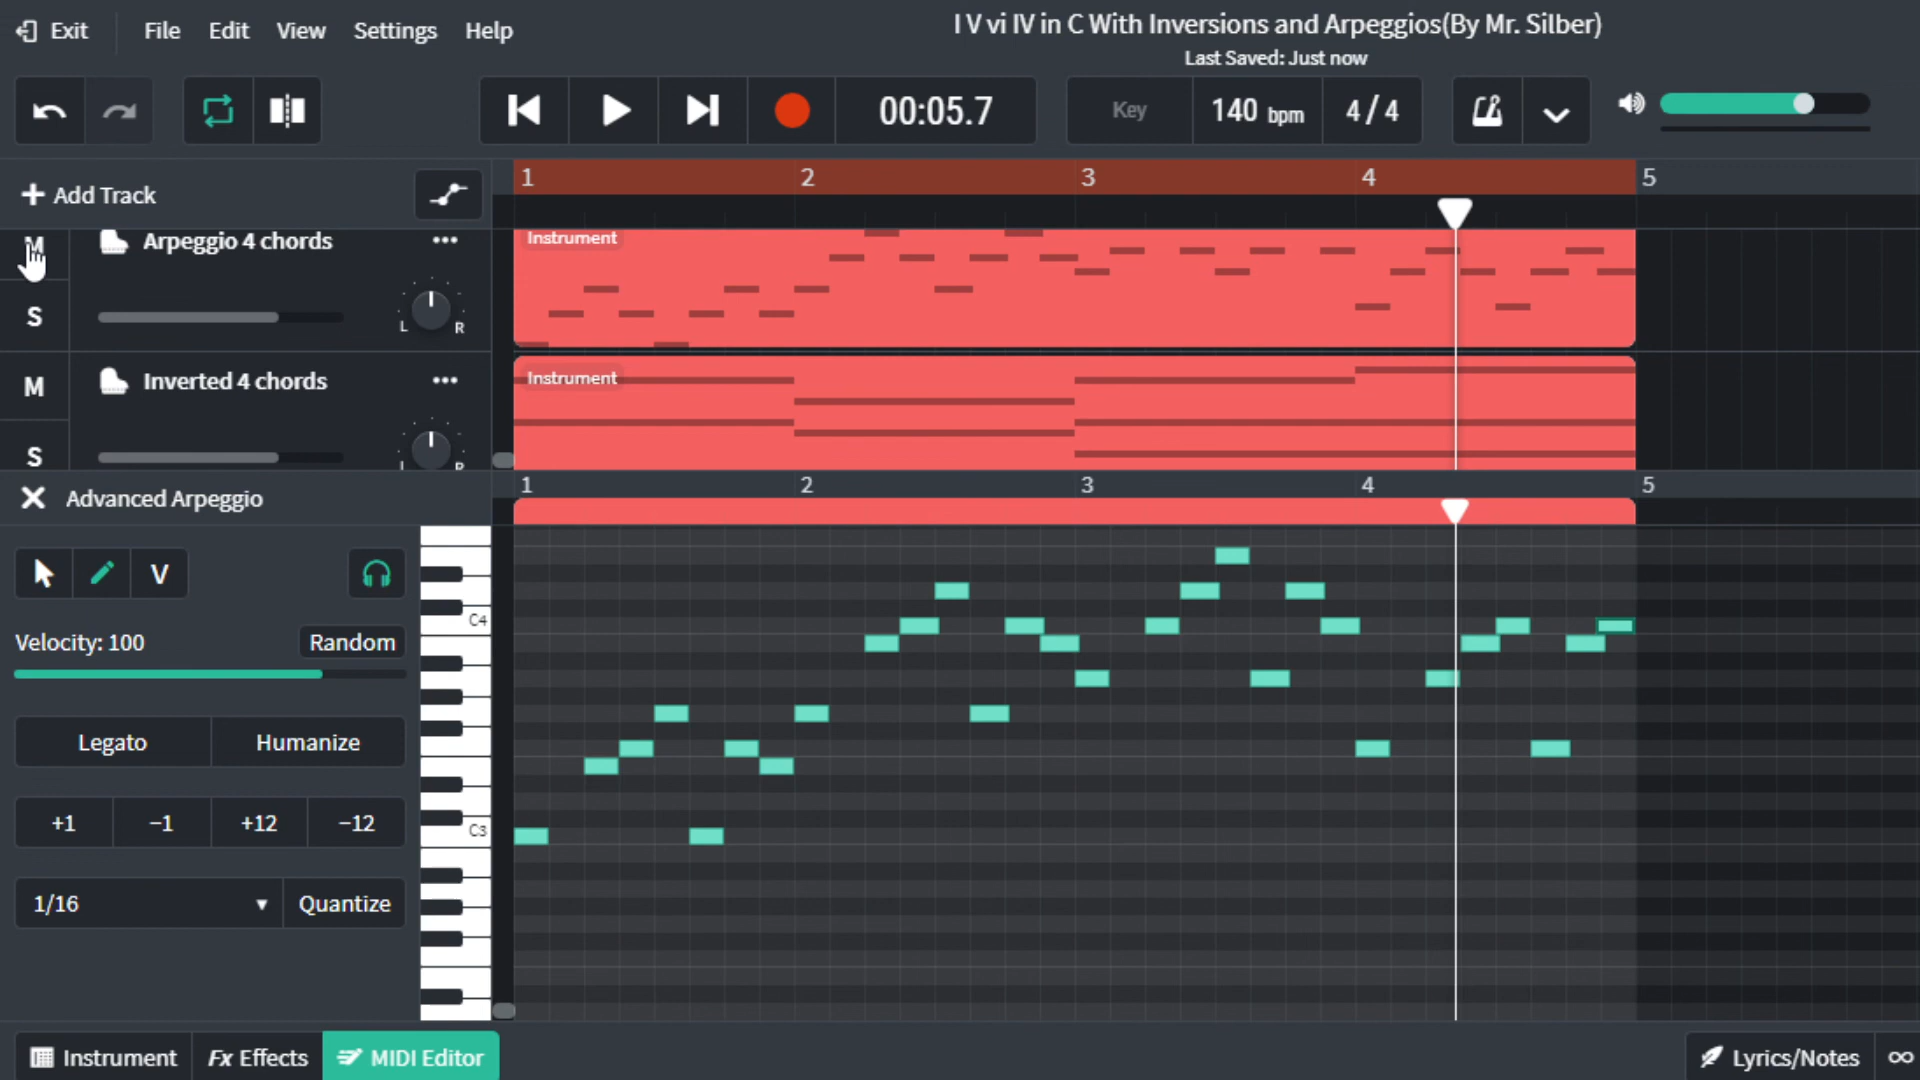 Exit File Edit View Settings Help
I V vi IV in C With Inversions and Arpeggios(By Mr. Silber)
Last Saved: Just now
00:05.7 Key 140 bpm 4 / 4
+ Add Track
1 2 3 4 5
M Arpeggio 4 chords ...
Instrument
S L R
M Inverted 4 chords ...
Instrument
S L R
X Advanced Arpeggio
1 2 3 4 5
V
C4
Velocity: 100 Random
Legato Humanize
+1 −1 +12 −12
C3
1/16 Quantize
Instrument Fx Effects MIDI Editor Lyrics/Notes